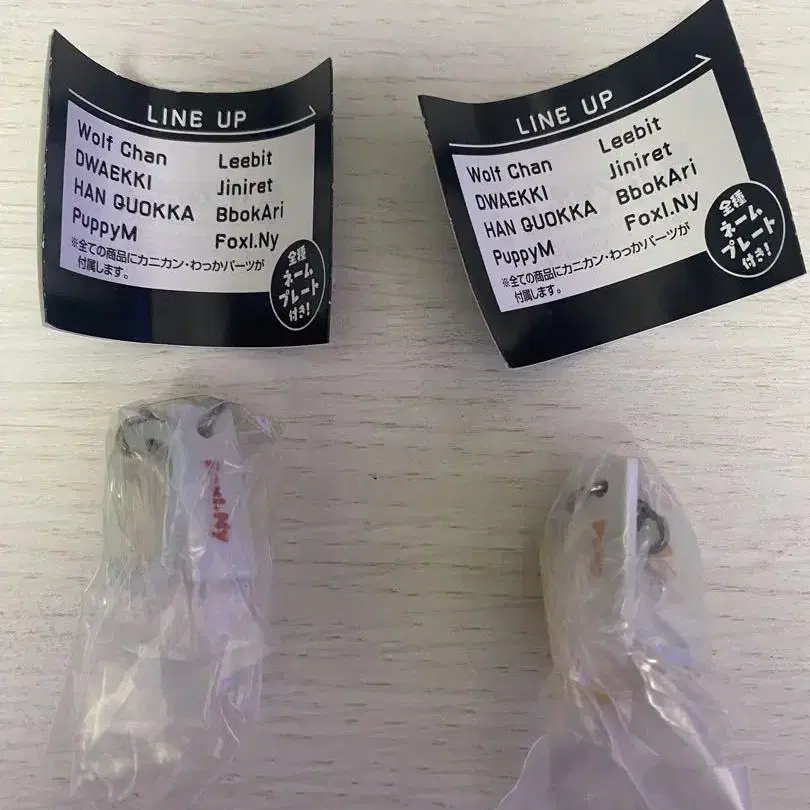 LINE UP
Wolf Chan
DWAEKKI
HAN QUOKKA
PuppyM
Leebit
Jiniret
BbokAri
FoxI.Ny
※全ての商品にカニカン・わっかパーツが
付属します。
全種
ネーム
プレート
付き!
LINE UP
Wolf Chan
DWAEKKI
HAN QUOKKA
PuppyM
Leebit
Jiniret
BbokAri
FoxI.Ny
※全ての商品にカニカン・わっかパーツが
付属します。
全種
ネーム
プレート
付き!